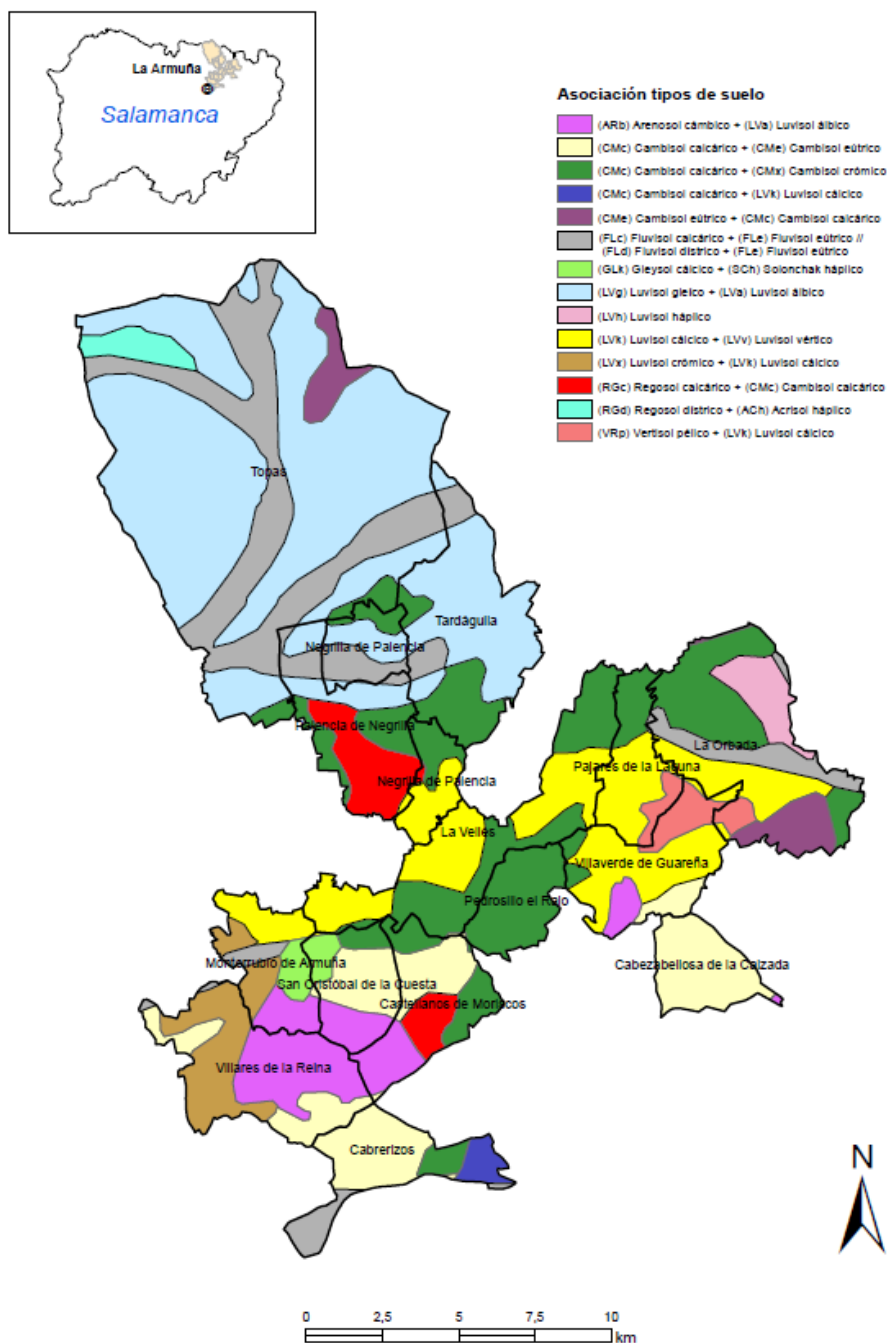 La Armuña
Salamanca
Asociación tipos de suelo
(ARb) Arenosol cámbico + (LVa) Luvisol álbico
(CMc) Cambisol calcárico + (CMe) Cambisol eútrico
(CMc) Cambisol calcárico + (CMx) Cambisol crómico
(CMc) Cambisol calcárico + (LVk) Luvisol cálcico
(CMe) Cambisol eútrico + (CMc) Cambisol calcárico
(FLc) Fluvisol calcárico + (FLe) Fluvisol eútrico //
(FLd) Fluvisol dístrico + (FLe) Fluvisol eútrico
(GLk) Gleysol cálcico + (SCh) Solonchak háplico
(LVg) Luvisol gleico + (LVa) Luvisol álbico
(LVh) Luvisol háplico
(LVk) Luvisol cálcico + (LVv) Luvisol vértico
(LVx) Luvisol crómico + (LVk) Luvisol cálcico
(RGc) Regosol calcárico + (CMc) Cambisol calcárico
(RGd) Regosol dístrico + (ACh) Acrisol háplico
(VRp) Vertisol pélico + (LVk) Luvisol cálcico
Topas
Tardáguila
Negrilla de Palencia
Palencia de Negrilla
La Orbada
Pajares de la Laguna
Negrilla de Palencia
La Vellés
Villaverde de Guareña
Pedrosillo el Ralo
Monterrubio de Armuña
Cabezabellosa de la Calzada
San Cristóbal de la Cuesta
Castellanos de Moriscos
Villares de la Reina
Cabrerizos
N
0 2,5 5 7,5 10
km